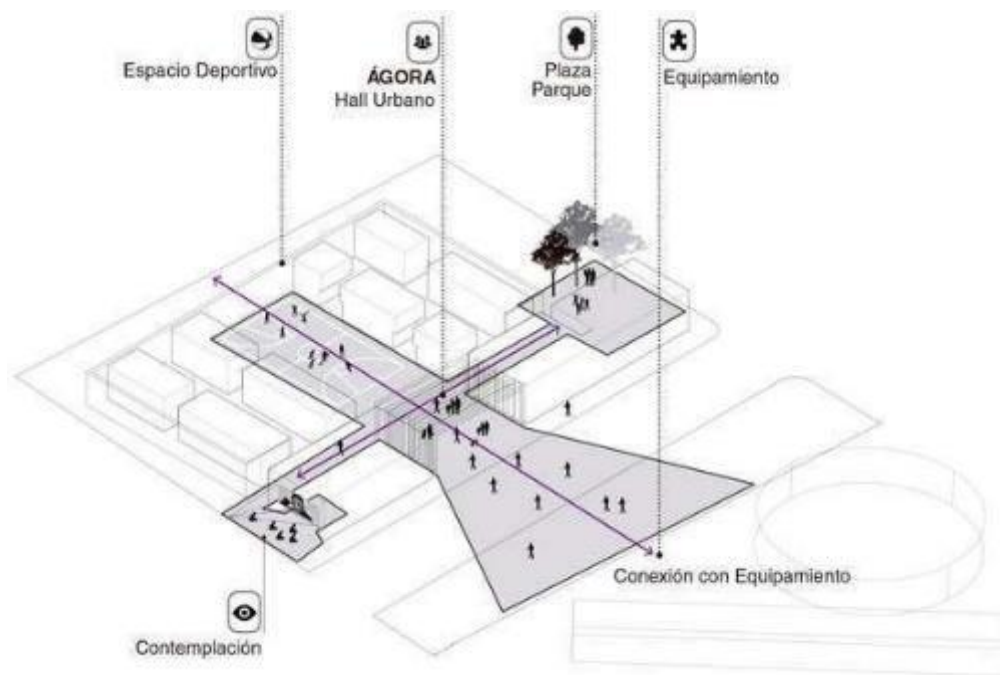 Espacio Deportivo
ÁGORA
Hall Urbano
Plaza
Parque
Equipamiento
Conexión con Equipamiento
Contemplación